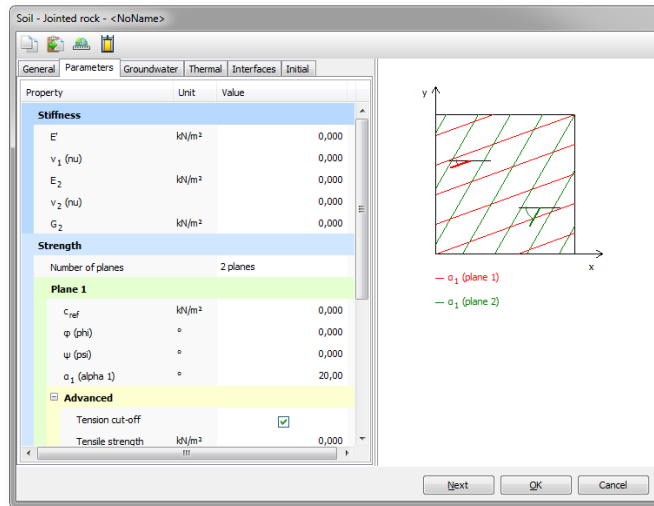 Soil - Jointed rock - <NoName>
General Parameters Groundwater Thermal Interfaces Initial
Property Unit Value
Stiffness
E' kN/m² 0,000
ν1 (nu) 0,000
E2 kN/m² 0,000
ν2 (nu) 0,000
G2 kN/m² 0,000
Strength
Number of planes 2 planes
Plane 1
cref kN/m² 0,000
φ (phi) ° 0,000
ψ (psi) ° 0,000
α1 (alpha 1) ° 20,00
Advanced
Tension cut-off
Tensile strength kN/m² 0,000
y
x
α1 (plane 1)
α1 (plane 2)
Next OK Cancel